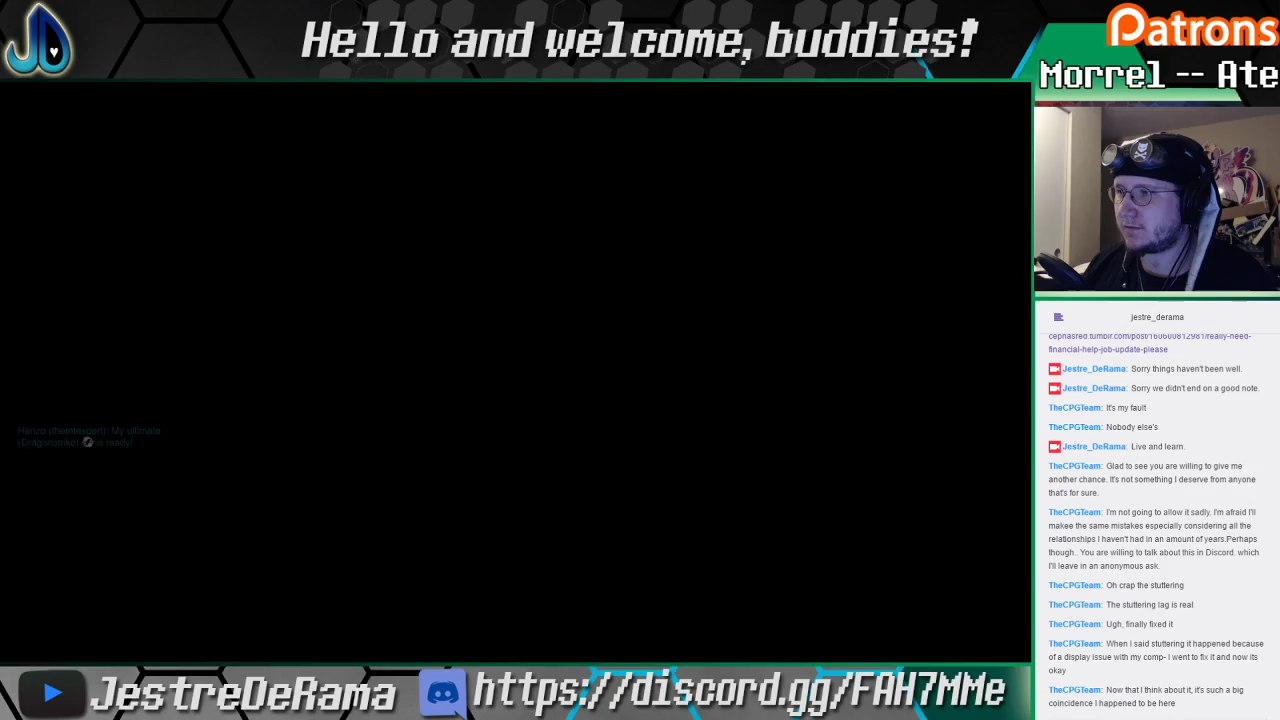 Hello and welcome, buddies!
Patrons
Morrel -- Ate
JD
jestre_derama
cephasred.tumblr.com/post/160600812981/really-need-
financial-help-job-update-please
Jestre_DeRama: Sorry things haven't been well.
Jestre_DeRama: Sorry we didn't end on a good note.
TheCPGTeam: It's my fault
TheCPGTeam: Nobody else's
Jestre_DeRama: Live and learn.
TheCPGTeam: Glad to see you are willing to give me
another chance. It's not something I deserve from anyone
that's for sure.
TheCPGTeam: I'm not going to allow it sadly. I'm afraid I'll
makee the same mistakes especially considering all the
relationships I haven't had in an amount of years.Perhaps
though.. You are willing to talk about this in Discord. which
I'll leave in an anonymous ask.
TheCPGTeam: Oh crap the stuttering
TheCPGTeam: The stuttering lag is real
TheCPGTeam: Ugh, finally fixed it
TheCPGTeam: When I said stuttering it happened because
of a display issue with my comp- I went to fix it and now its
okay
TheCPGTeam: Now that I think about it, it's such a big
coincidence I happened to be here
Hanzo (theintexpert): My ultimate
(Dragonstrike) is ready!
JestreDeRama
https://discord.gg/FAH7MMe